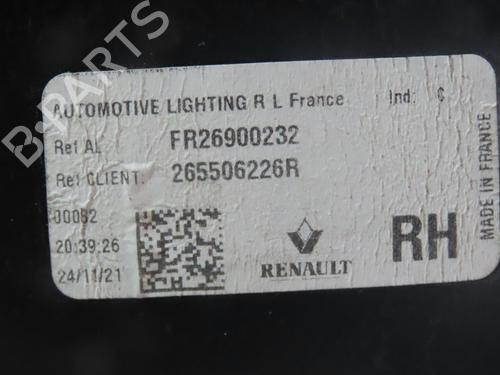 B-PARTS
AUTOMOTIVE LIGHTING R L France Ind: C
Ref AL FR26900232
Ref CLIENT: 265506226R
00082
20:39:26
24/11/21
RENAULT
RH
MADE IN FRANCE